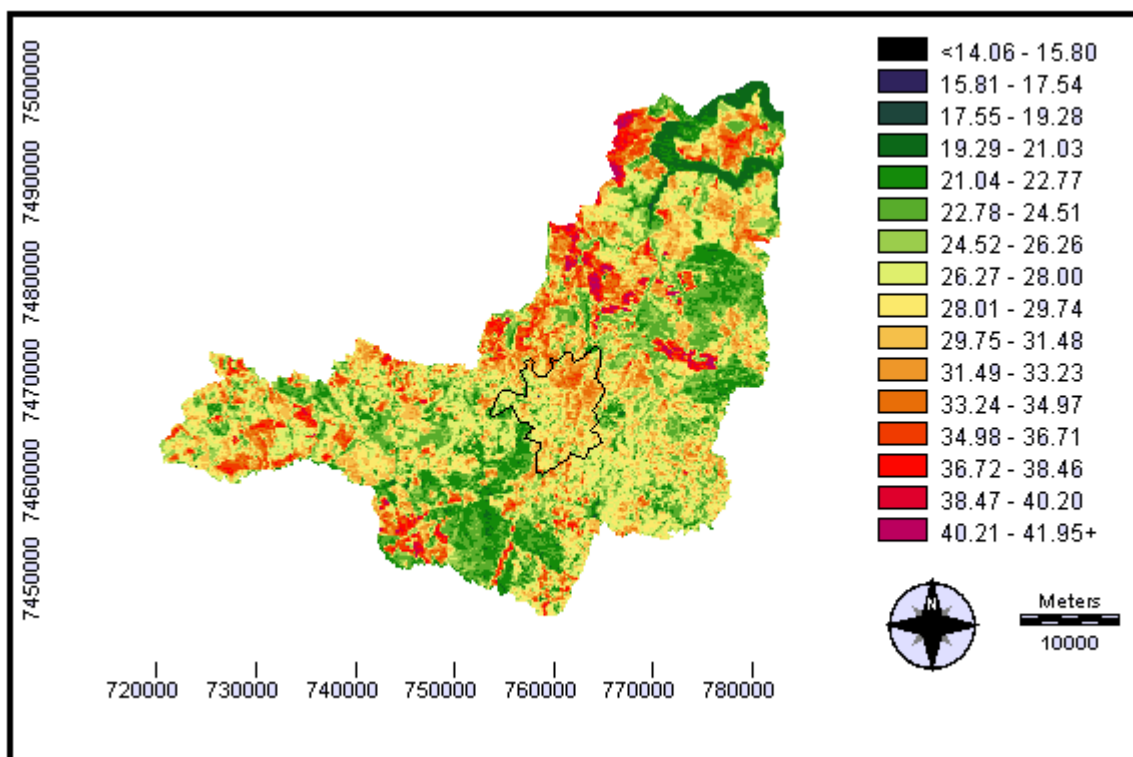 7500000
7490000
7480000
7470000
7460000
7450000
<14.06 - 15.80
15.81 - 17.54
17.55 - 19.28
19.29 - 21.03
21.04 - 22.77
22.78 - 24.51
24.52 - 26.26
26.27 - 28.00
28.01 - 29.74
29.75 - 31.48
31.49 - 33.23
33.24 - 34.97
34.98 - 36.71
36.72 - 38.46
38.47 - 40.20
40.21 - 41.95+
N
Meters
10000
720000 730000 740000 750000 760000 770000 780000